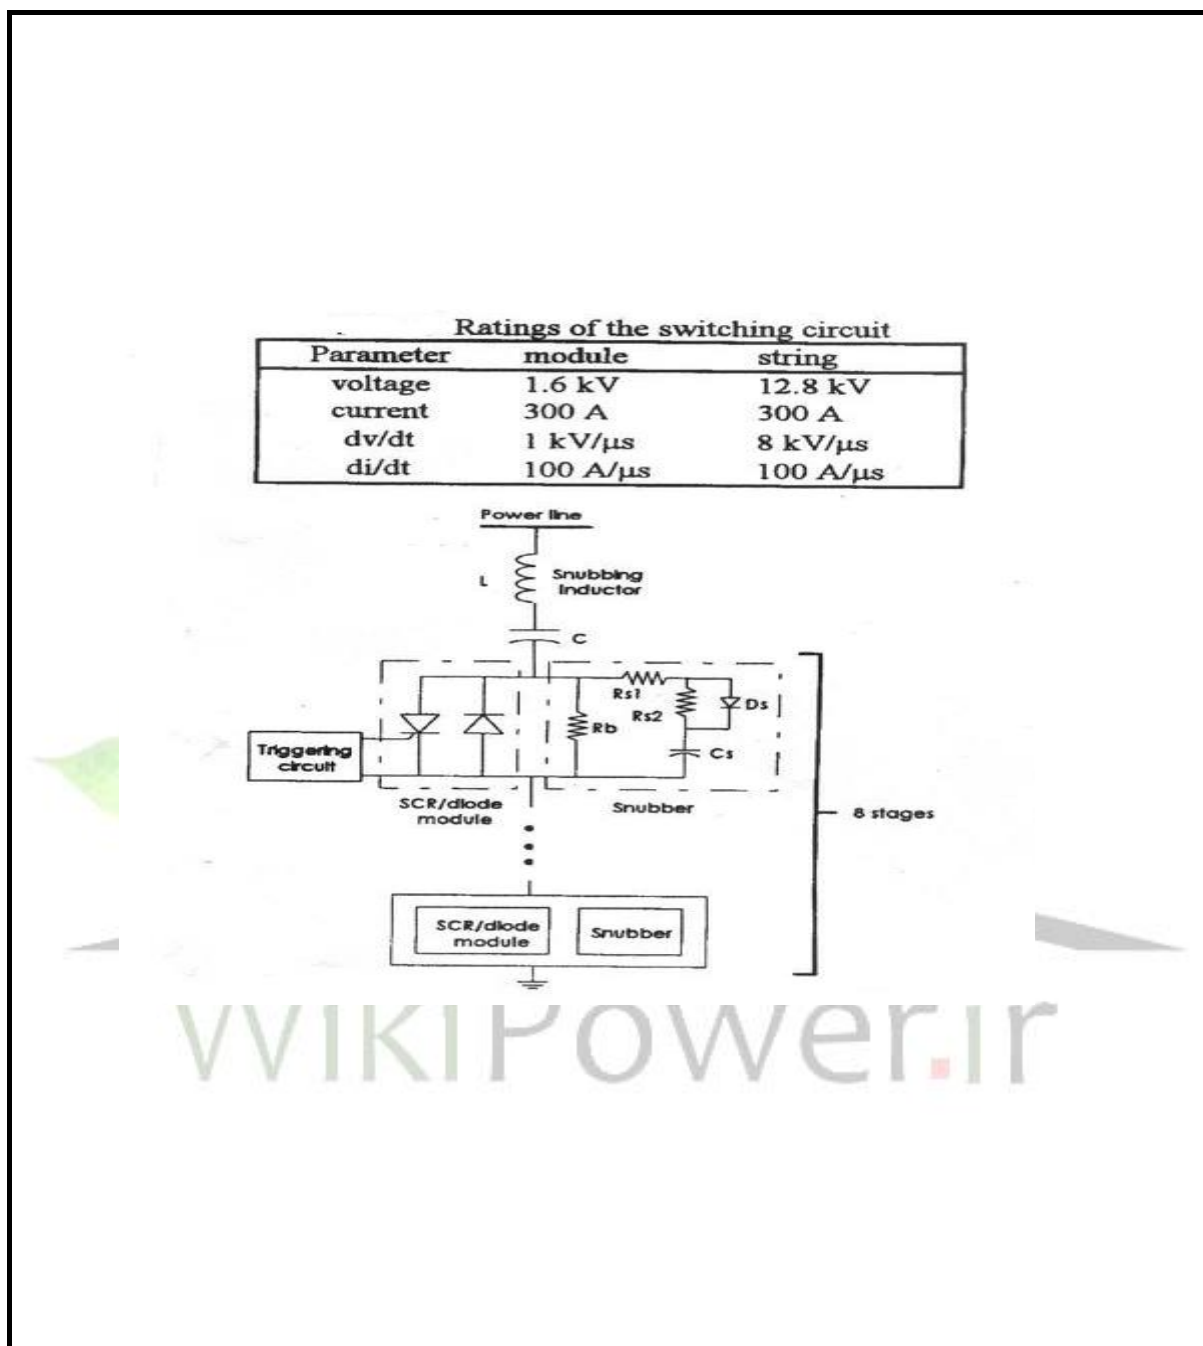 Ratings of the switching circuit
Parameter module string
voltage 1.6 kV 12.8 kV
current 300 A 300 A
dv/dt 1 kV/μs 8 kV/μs
di/dt 100 A/μs 100 A/μs
Power line
L
Snubbing
Inductor
C
Rs1
Rs2
Ds
Rb
Cs
Triggering
circuit
SCR/diode
module
Snubber
8 stages
SCR/diode
module
Snubber
WikiPower.ir